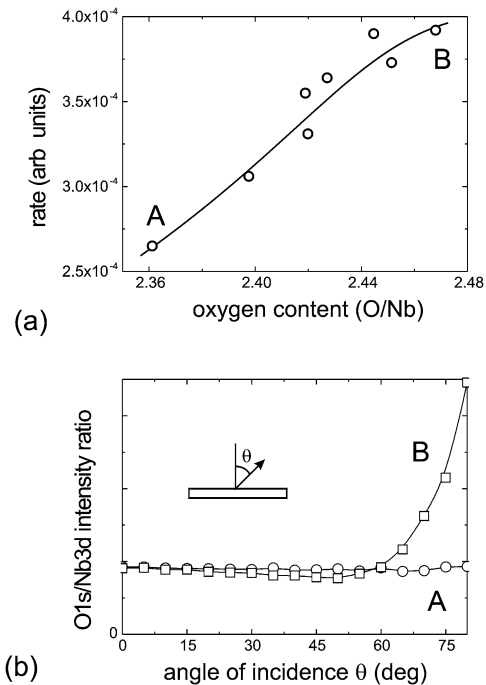 4.0x10⁻⁴
B
3.5x10⁻⁴
rate (arb units)
3.0x10⁻⁴
A
2.5x10⁻⁴
2.36 2.40 2.44 2.48
(a)
oxygen content (O/Nb)
O1s/Nb3d intensity ratio
θ
B
A
0
0 15 30 45 60 75
(b)
angle of incidence θ (deg)